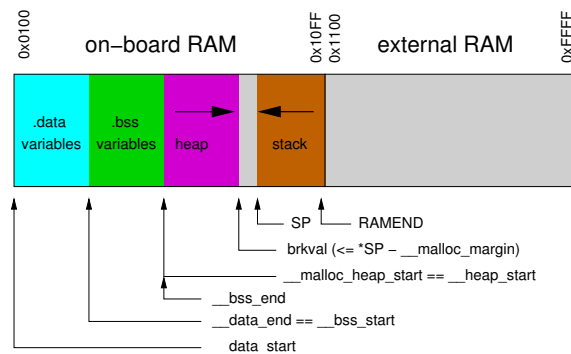 0x0100
on−board RAM
0x10FF
0x1100
external RAM
0xFFFF
.data
variables
.bss
variables
heap
stack
SP
RAMEND
brkval (<= *SP − __malloc_margin)
__malloc_heap_start == __heap_start
__bss_end
__data_end == __bss_start
__data_start